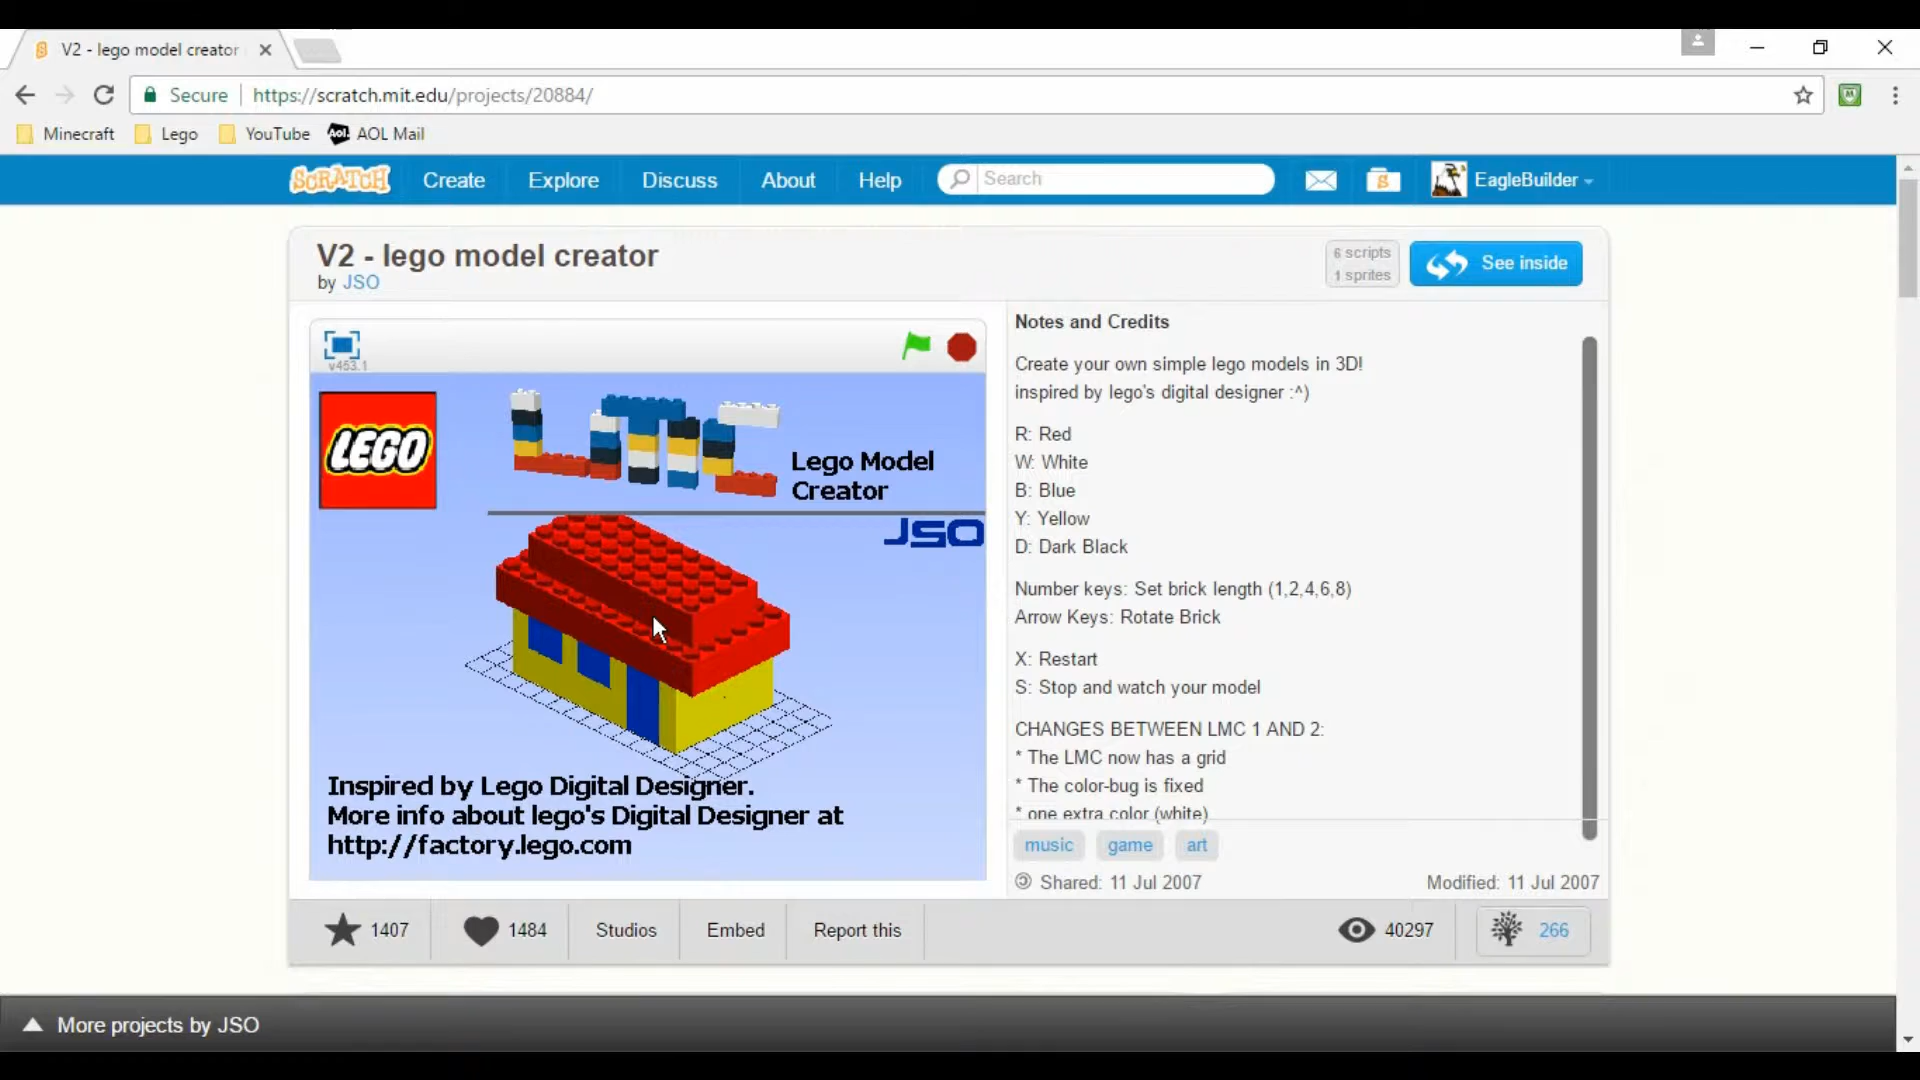 V2 - lego model creator
Secure https://scratch.mit.edu/projects/20884/
Minecraft Lego YouTube Aol. AOL Mail
SCRATCH Create Explore Discuss About Help Search EagleBuilder
V2 - lego model creator
by JSO
6 scripts
1 sprites
See inside
v453.1
LEGO
LMC
Lego Model
Creator
JSO
Inspired by Lego Digital Designer.
More info about lego's Digital Designer at
http://factory.lego.com
Notes and Credits
Create your own simple lego models in 3D!
inspired by lego's digital designer :^)
R: Red
W: White
B: Blue
Y: Yellow
D: Dark Black
Number keys: Set brick length (1,2,4,6,8)
Arrow Keys: Rotate Brick
X: Restart
S: Stop and watch your model
CHANGES BETWEEN LMC 1 AND 2:
* The LMC now has a grid
* The color-bug is fixed
* one extra color (white)
music game art
Shared: 11 Jul 2007 Modified: 11 Jul 2007
1407 1484 Studios Embed Report this 40297 266
More projects by JSO